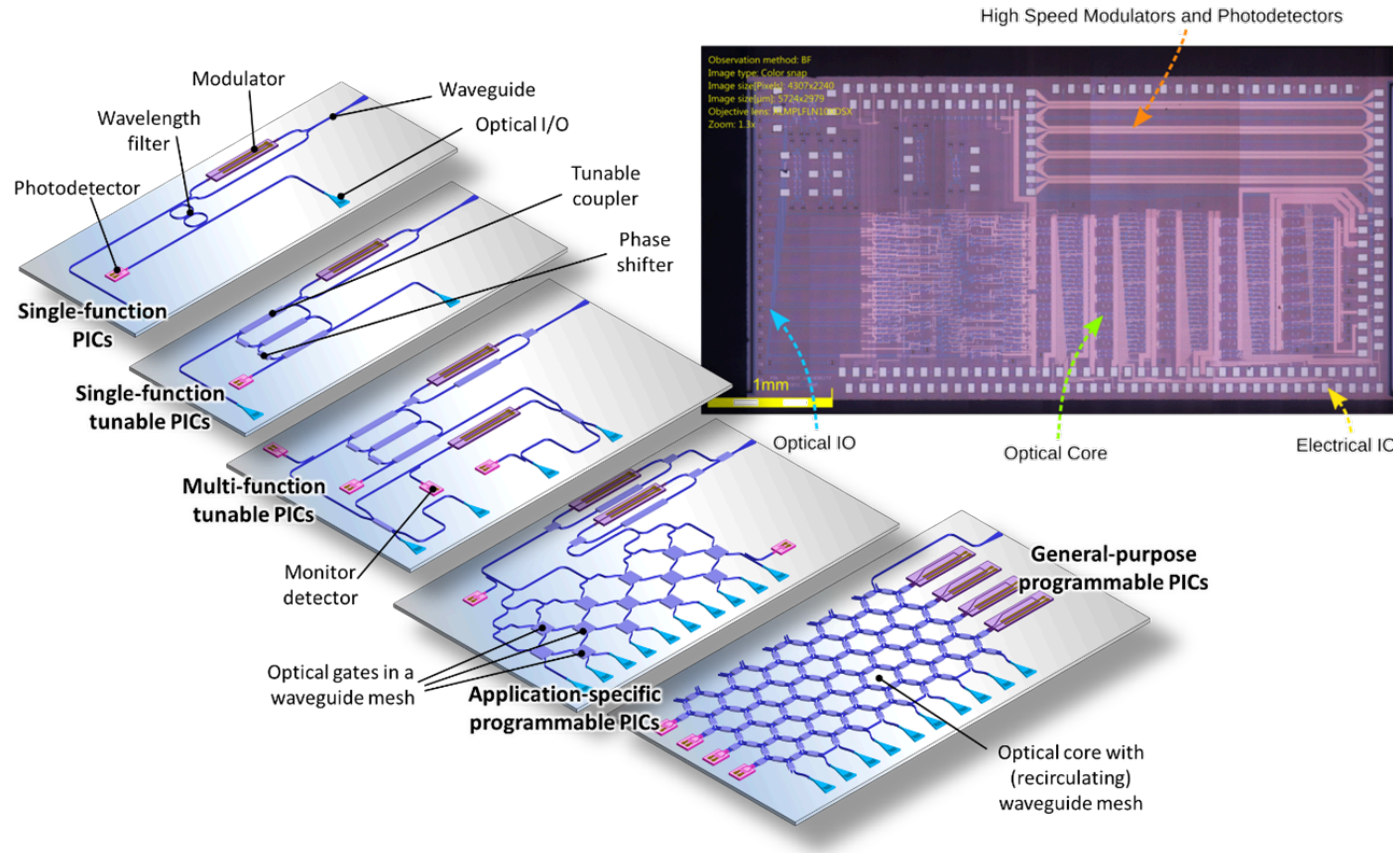 High Speed Modulators and Photodetectors
Observation method: BF
Image type: Color snap
Image size[Pixels]: 4307x2240
Image size[µm]: 5724x2979
Objective lens:
Zoom: 1.3x
1mm
Optical IO
Optical Core
Electrical IO
Modulator
Waveguide
Wavelength
filter
Optical I/O
Photodetector
Tunable
coupler
Phase
shifter
Single-function
PICs
Single-function
tunable PICs
Multi-function
tunable PICs
Monitor
detector
Optical gates in a
waveguide mesh
Application-specific
programmable PICs
General-purpose
programmable PICs
Optical core with
(recirculating)
waveguide mesh